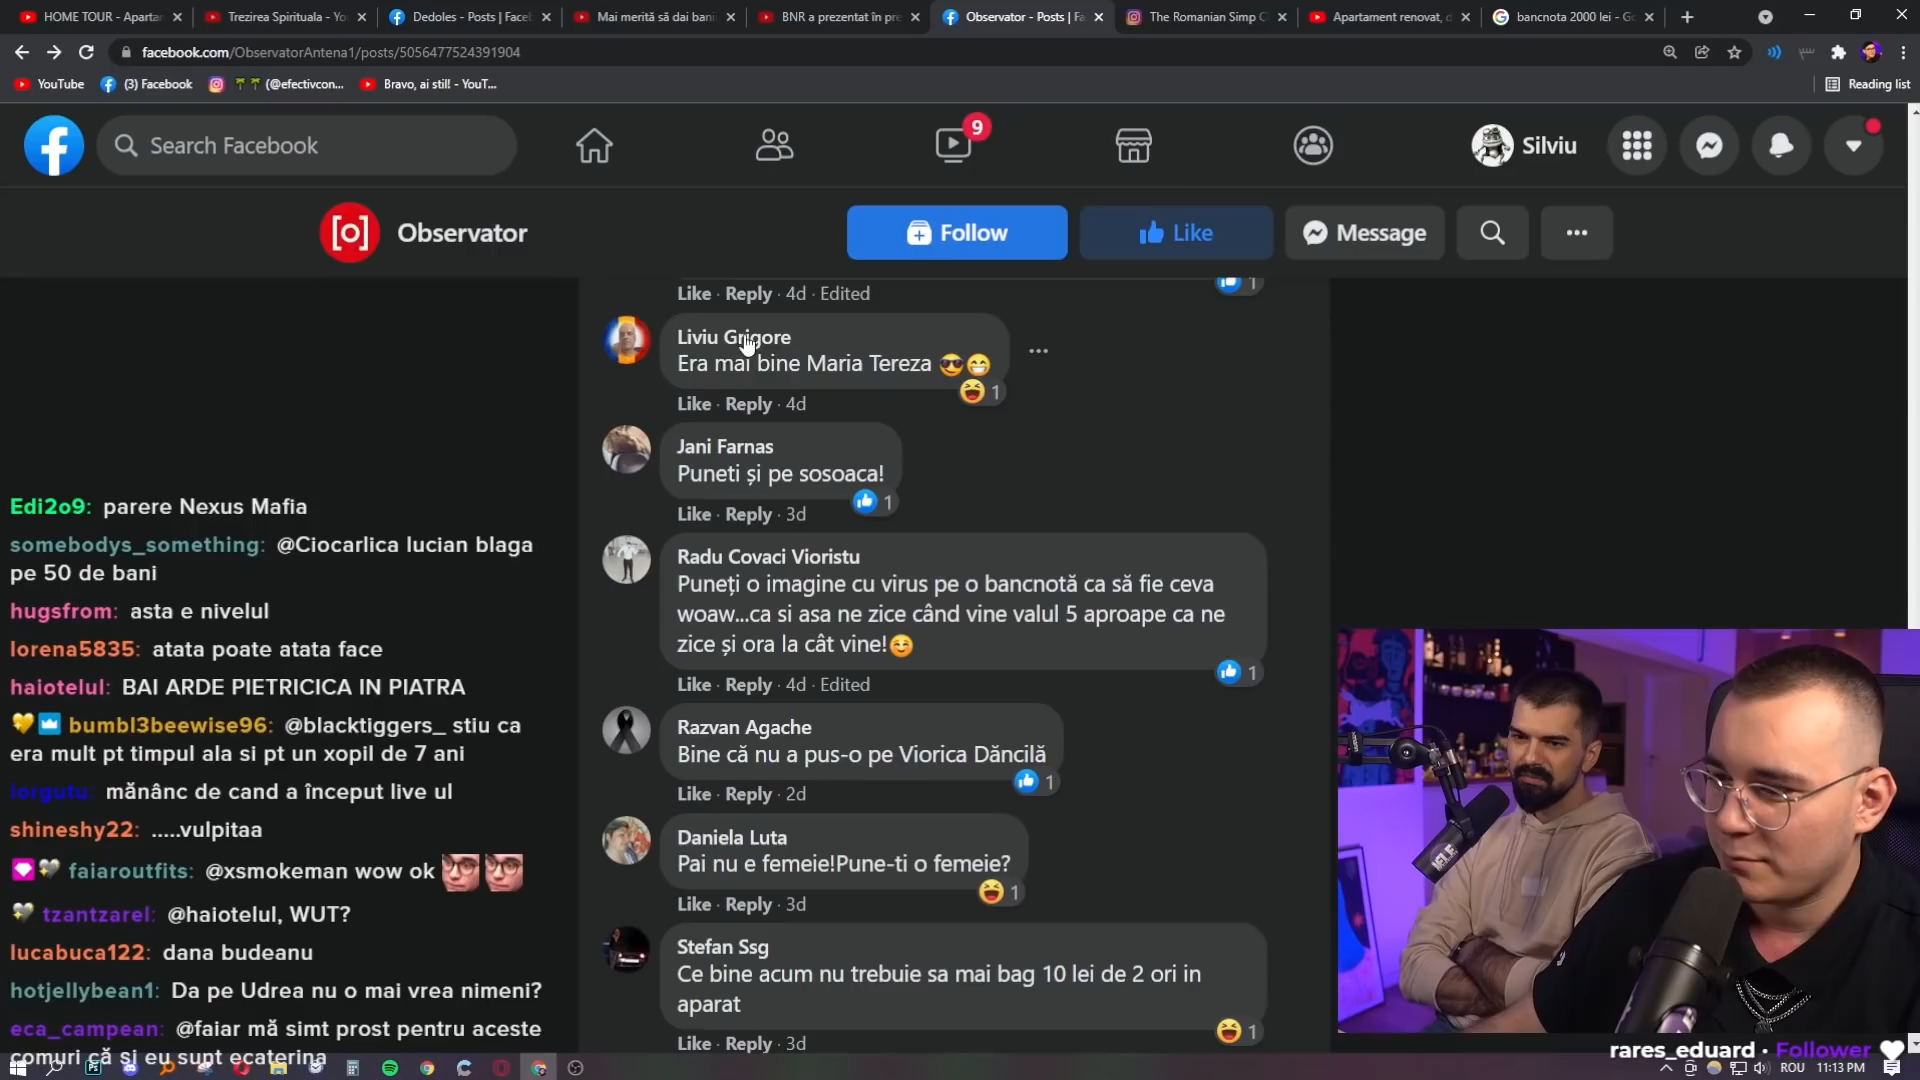 HOME TOUR - Apartar
Trezirea Spirituala - Yo
Dedoles - Posts | Facel
Mai merită să dai bani
BNR a prezentat în pre
Observator - Posts | Fa
The Romanian Simp C
Apartament renovat, d
bancnota 2000 lei - Go
facebook.com/ObservatorAntena1/posts/5056477524391904
YouTube
(3) Facebook
(@efectivcon...
Bravo, ai stil! - YouT...
Reading list
Search Facebook
9
Silviu
[o]
Observator
Follow
Like
Message
Like · Reply · 4d · Edited
1
Liviu Grigore
Era mai bine Maria Tereza 😎😁
1
Like · Reply · 4d
Jani Farnas
Puneti și pe sosoaca!
1
Like · Reply · 3d
Radu Covaci Vioristu
Puneți o imagine cu virus pe o bancnotă ca să fie ceva
woaw...ca si asa ne zice când vine valul 5 aproape ca ne
zice și ora la cât vine!☺️
1
Like · Reply · 4d · Edited
Razvan Agache
Bine că nu a pus-o pe Viorica Dăncilă
1
Like · Reply · 2d
Daniela Luta
Pai nu e femeie!Pune-ti o femeie?
1
Like · Reply · 3d
Stefan Ssg
Ce bine acum nu trebuie sa mai bag 10 lei de 2 ori in
aparat
1
Like · Reply · 3d
Edi2o9: parere Nexus Mafia
somebodys_something: @Ciocarlica lucian blaga
pe 50 de bani
hugsfrom: asta e nivelul
lorena5835: atata poate atata face
haiotelul: BAI ARDE PIETRICICA IN PIATRA
bumbl3beewise96: @blacktiggers_ stiu ca
era mult pt timpul ala si pt un xopil de 7 ani
iorgutu: mănânc de cand a început live ul
shineshy22: .....vulpitaa
faiaroutfits: @xsmokeman wow ok
tzantzarel: @haiotelul, WUT?
lucabuca122: dana budeanu
hotjellybean1: Da pe Udrea nu o mai vrea nimeni?
eca_campean: @faiar mă simt prost pentru aceste
comuri că și eu sunt ecaterina
rares_eduard · Follower
ROU 11:13 PM